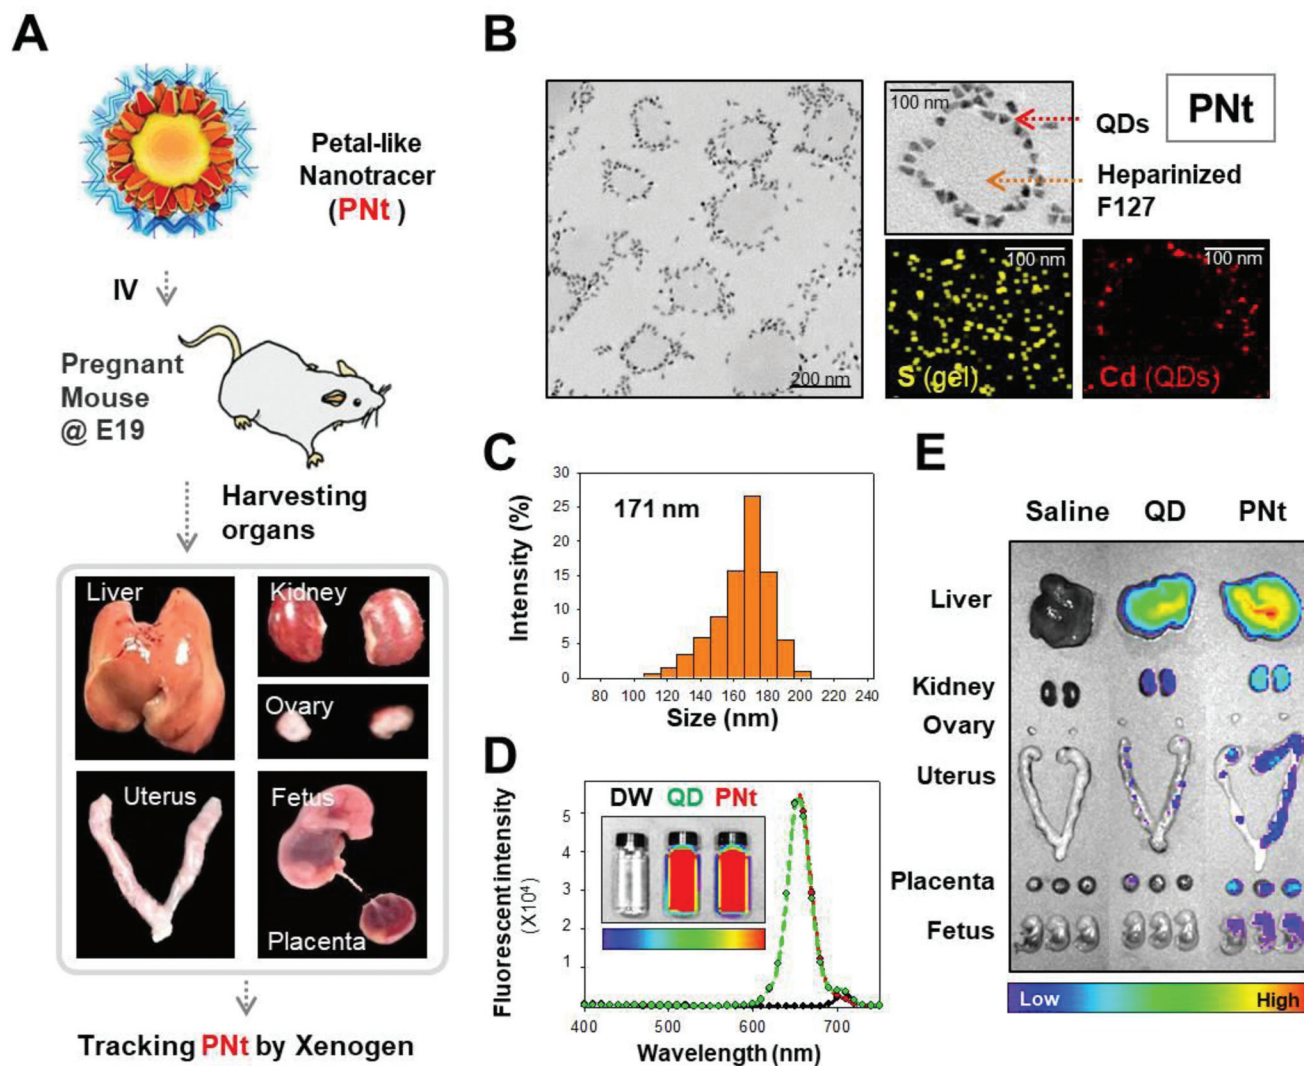 A
Petal-like
Nanotracer
(PNt )
IV
Pregnant
Mouse
@ E19
Harvesting
organs
Liver
Kidney
Ovary
Uterus
Fetus
Placenta
Tracking PNt by Xenogen
B
200 nm
100 nm
QDs
PNt
Heparinized
F127
100 nm
S (gel)
100 nm
Cd (QDs)
C
171 nm
Intensity (%)
30
25
20
15
10
5
0
80 100 120 140 160 180 200 220 240
Size (nm)
D
Fluorescent intensity
(X10⁴)
DW QD PNt
5
4
3
2
1
400 500 600 700
Wavelength (nm)
E
Saline QD PNt
Liver
Kidney
Ovary
Uterus
Placenta
Fetus
Low High